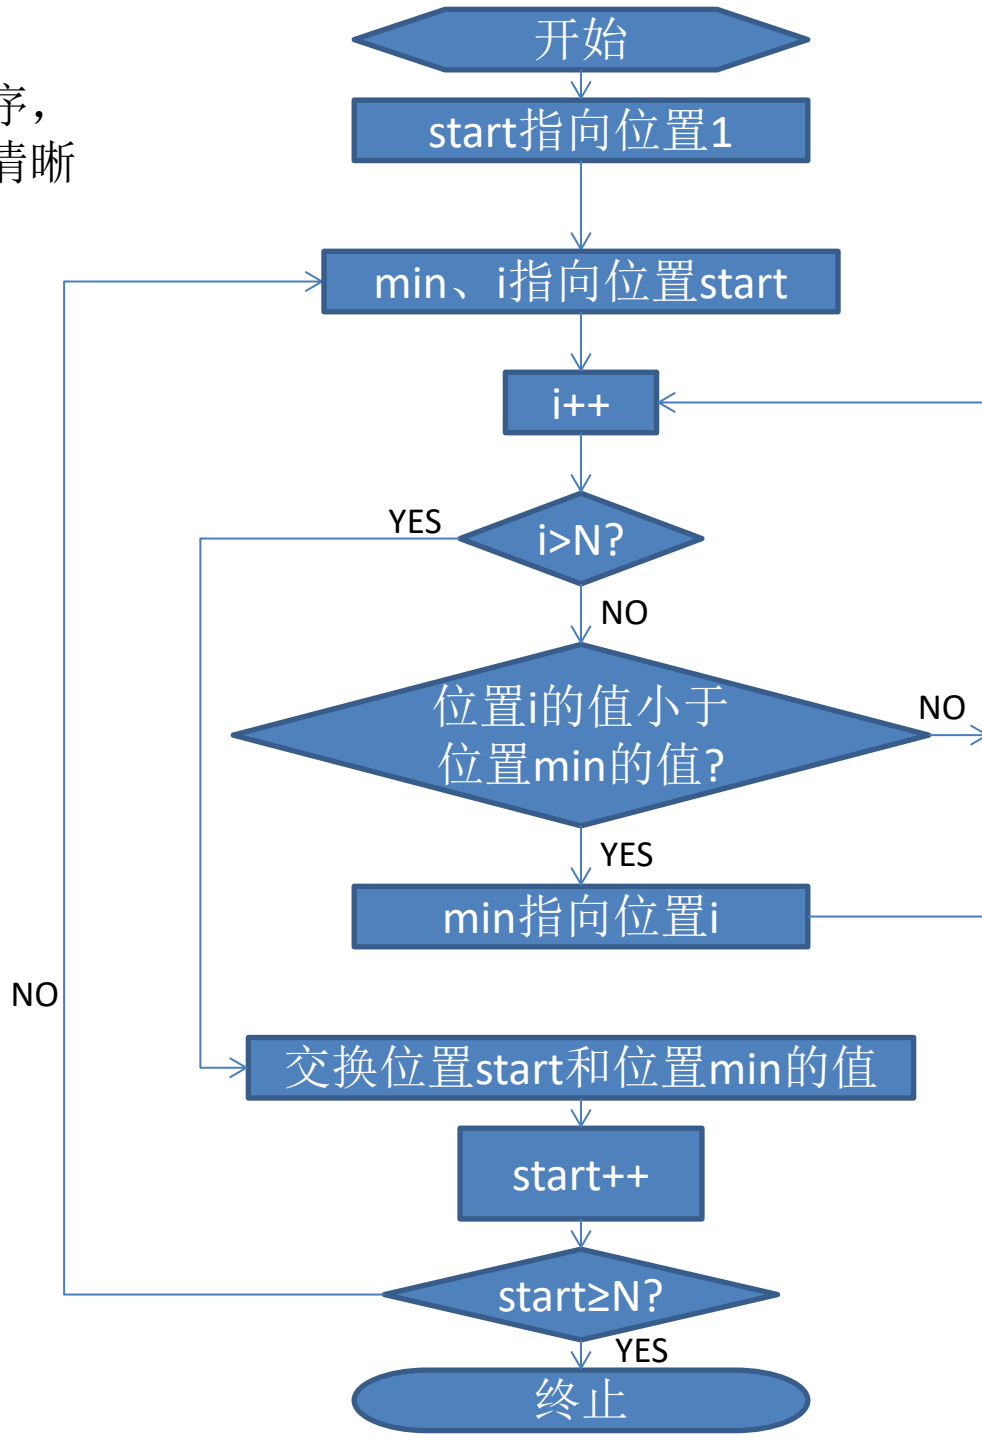 开始
序，
清晰
start指向位置1
min、i指向位置start
i++
YES
i>N?
NO
位置i的值小于
位置min的值?
NO
YES
min指向位置i
NO
交换位置start和位置min的值
start++
start≥N?
YES
终止